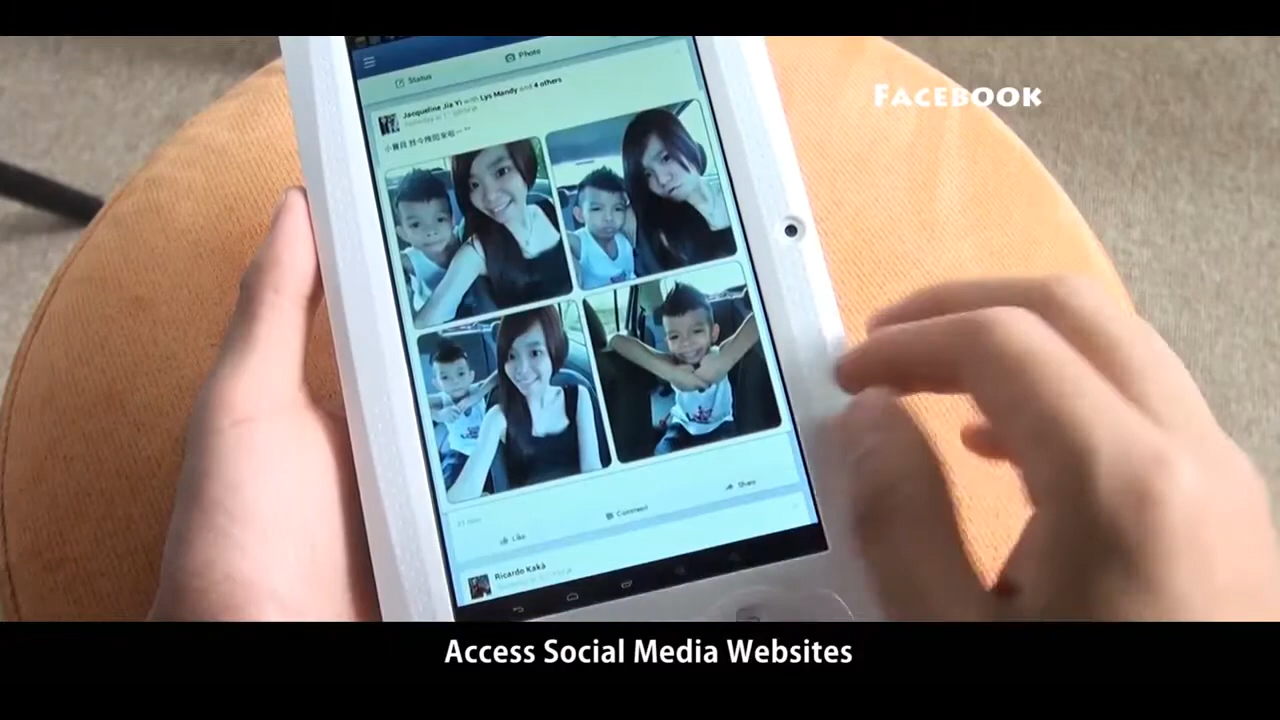 Facebook
Status
Photo
Jacqueline Jia Yi with Lys Mandy and 4 others
Like
Comment
Share
Ricardo Kaká
Access Social Media Websites